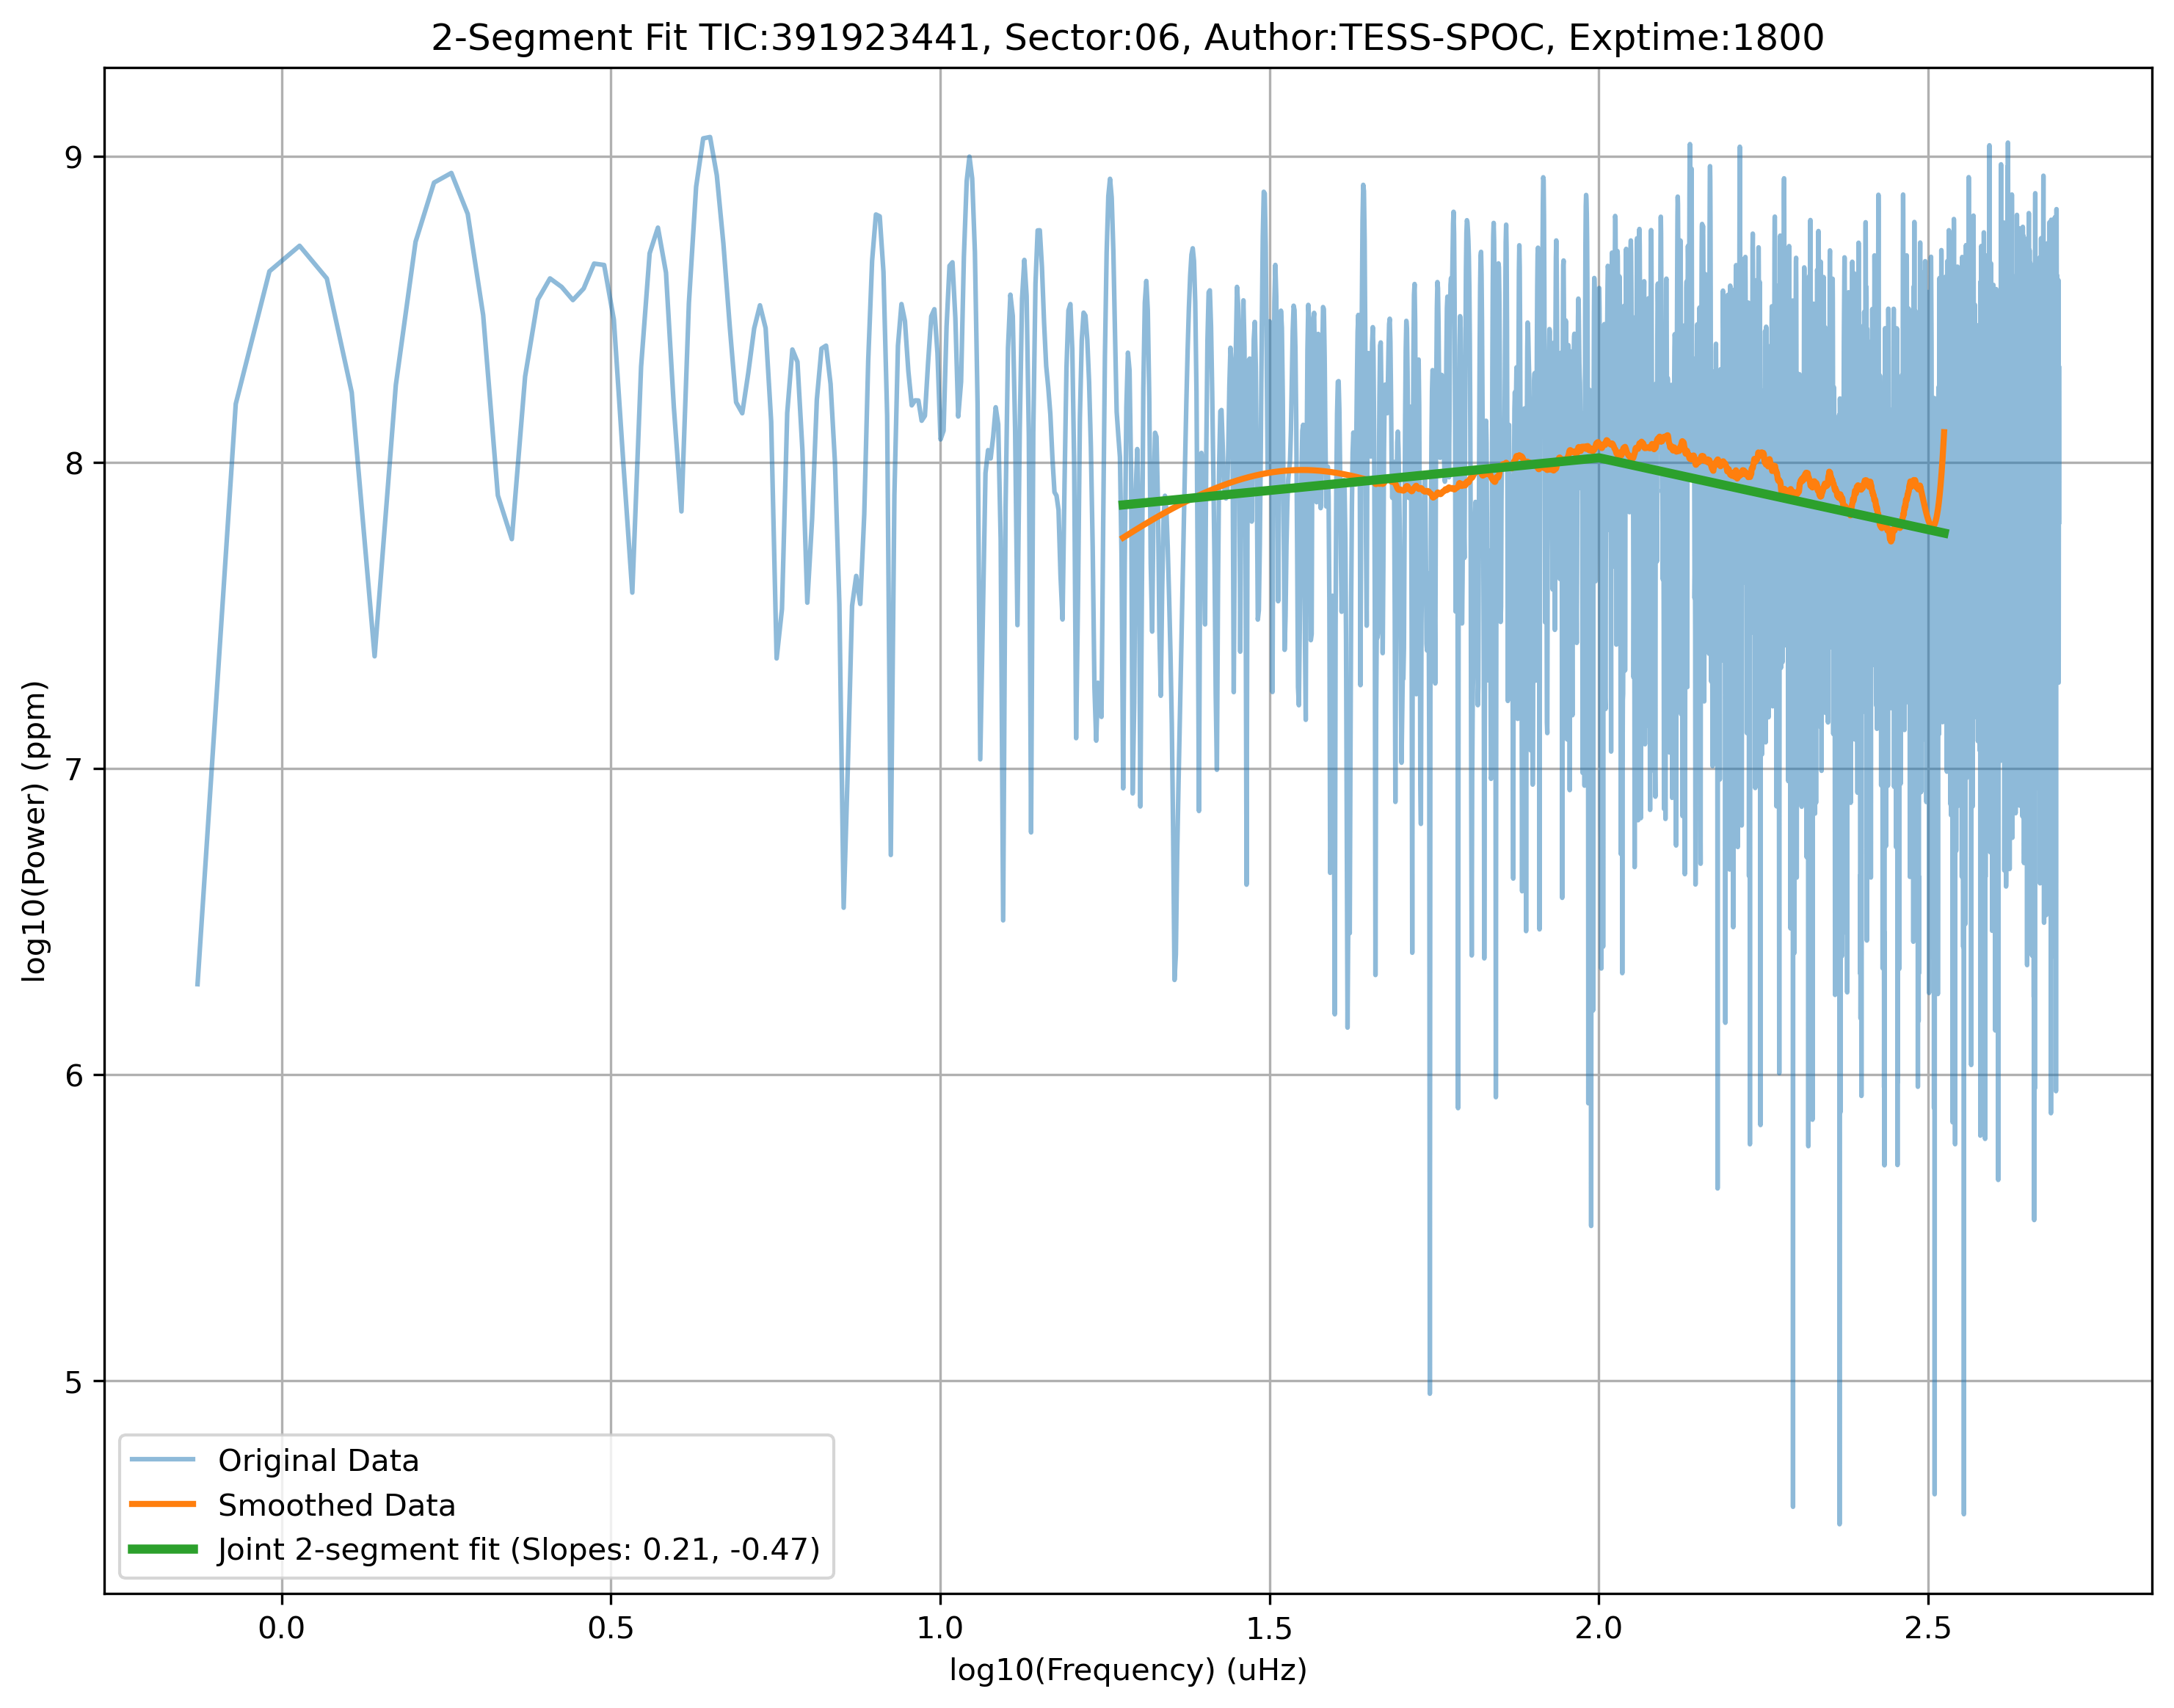 2-Segment Fit TIC:391923441, Sector:06, Author:TESS-SPOC, Exptime:1800
log10(Power) (ppm)
9
8
7
6
5
Original Data
Smoothed Data
Joint 2-segment fit (Slopes: 0.21, -0.47)
0.0 0.5 1.0 1.5 2.0 2.5
log10(Frequency) (uHz)